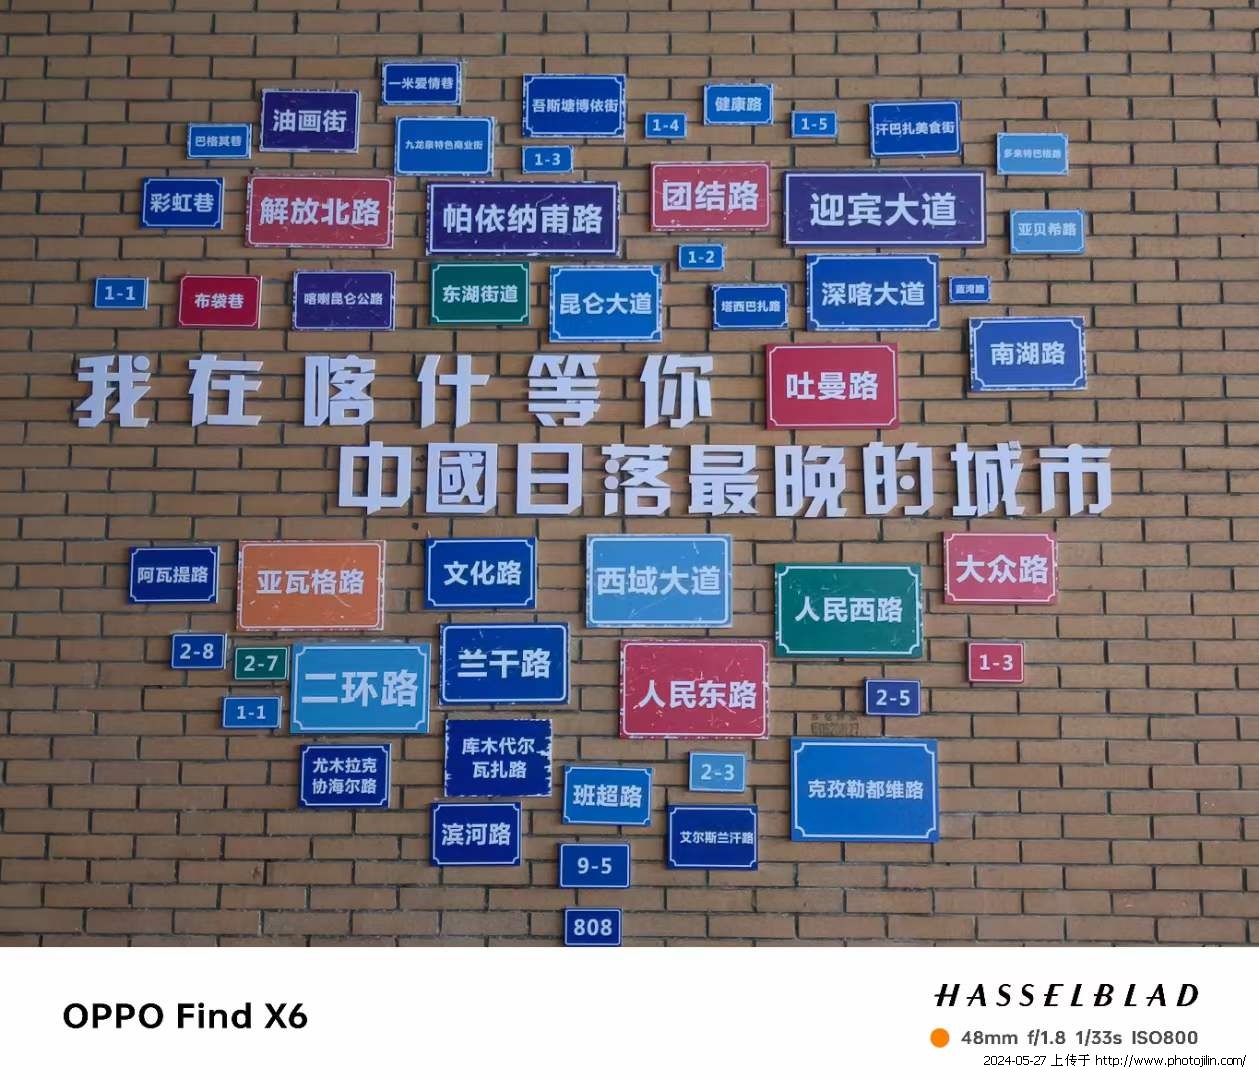 一米爱情巷
油画街
吾斯塘博依街
健康路
1-4
1-5
汗巴扎美食街
巴格其巷
九龙泉特色商业街
1-3
多来特巴格路
彩虹巷
解放北路
帕依纳甫路
团结路
迎宾大道
亚贝希路
1-2
1-1
布袋巷
喀喇昆仑公路
东湖街道
昆仑大道
塔西巴扎路
深喀大道
南湖路
我在喀什等你
吐曼路
中國日落最晚的城市
阿瓦提路
亚瓦格路
文化路
西域大道
人民西路
大众路
2-8
2-7
二环路
兰干路
人民东路
1-3
1-1
2-5
尤木拉克
协海尔路
库木代尔
瓦扎路
班超路
2-3
克孜勒都维路
滨河路
艾尔斯兰汗路
9-5
808
OPPO Find X6
HASSELBLAD
48mm f/1.8 1/33s ISO800
2024-05-27 上传于 http://www.photojilin.com/